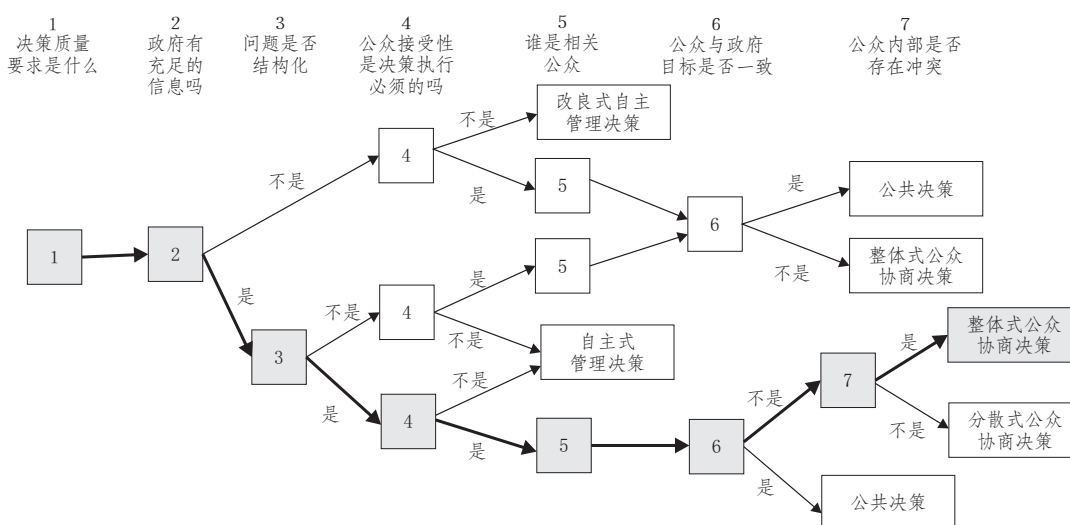 1
决策质量
要求是什么
2
政府有
充足的
信息吗
3
问题是否
结构化
4
公众接受性
是决策执行
必须的吗
5
谁是相关
公众
6
公众与政府
目标是否一致
7
公众内部是否
存在冲突
不是
改良式自主
管理决策
4
不是
是
5
是
公共决策
6
1
2
不是
整体式公众
协商决策
是
5
是
不是
4
不是
3
自主式
管理决策
整体式公众
协商决策
是
7
不是
是
4
不是
不是
分散式公众
协商决策
是
5
6
是
公共决策